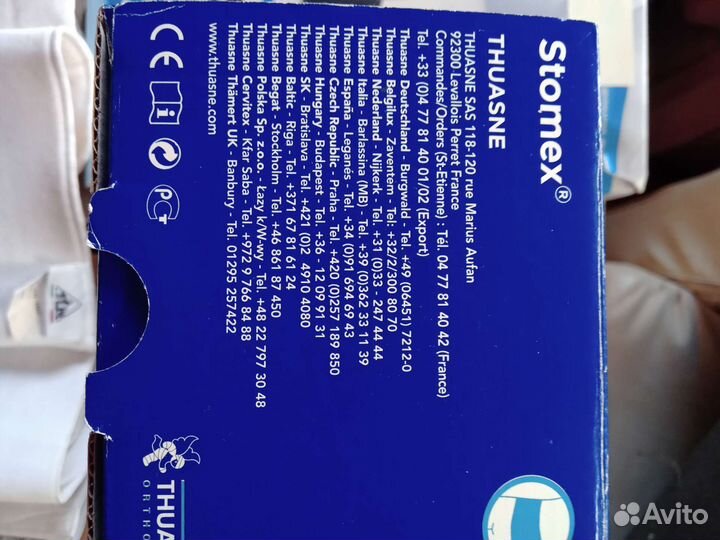 Stomex®
THUASNE
THUASNE SAS 118-120 rue Marius Aufan
92300-Levallois Perret France
Commandes/Orders (St-Etienne) : Tél. 04 77 81 40 42 (France)
Tel. +33 (0)4 77 81 40 01/02 (Export)
Thuasne Deutschland - Burgwald - Tel. +49 (06451) 7212-0
Thuasne Belgilux - Zaventem - Tel. +32/2/300 80 70
Thuasne Nederland - Nijkerk - Tel. +31 (0)33 - 247 44 44
Thuasne Italia - Barlassina (MB) - Tel. +39 (0)362 33 11 39
Thuasne España - Leganés - Tel. +34 (0)91 694 69 43
Thuasne Czech Republic - Praha - Tel. +420 (0)257 189 850
Thuasne Hungary - Budapest - Tel. +36 - 12 09 91 31
Thuasne SK - Bratislava - Tel. +421 (0)2 4910 4080
Thuasne Baltic - Riga - Tel. +371 67 81 61 24
Thuasne Begat - Stockholm - Tel. +46 861 87 450
Thuasne Polska Sp. z.o.o. - Łazy k/W-wy - Tel. +48 22 797 30 48
Thuasne Cervitex - Kfar Saba - Tel. +972 9 766 84 88
Thuasne Thämert UK - Banbury - Tel. 01295 257422
www.thuasne.com
CE
THUAS
ORTHO
Avito